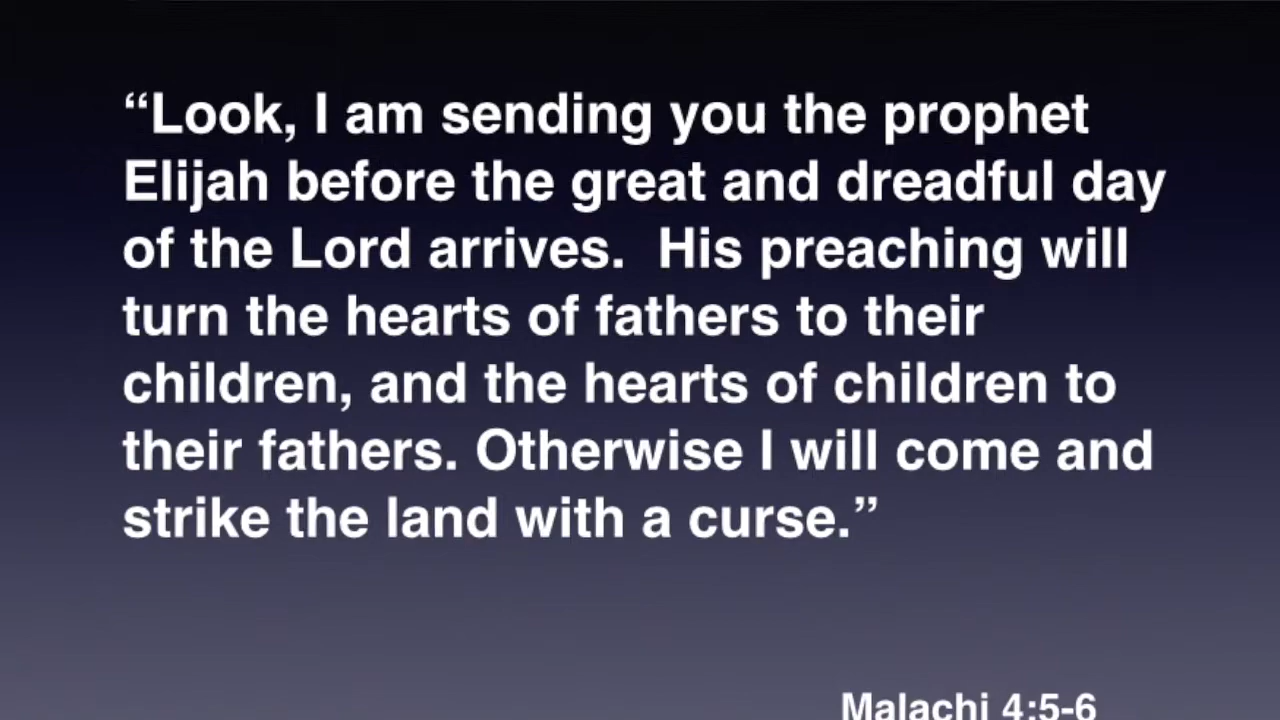 “Look, I am sending you the prophet
Elijah before the great and dreadful day
of the Lord arrives.  His preaching will
turn the hearts of fathers to their
children, and the hearts of children to
their fathers. Otherwise I will come and
strike the land with a curse.”
Malachi 4:5-6